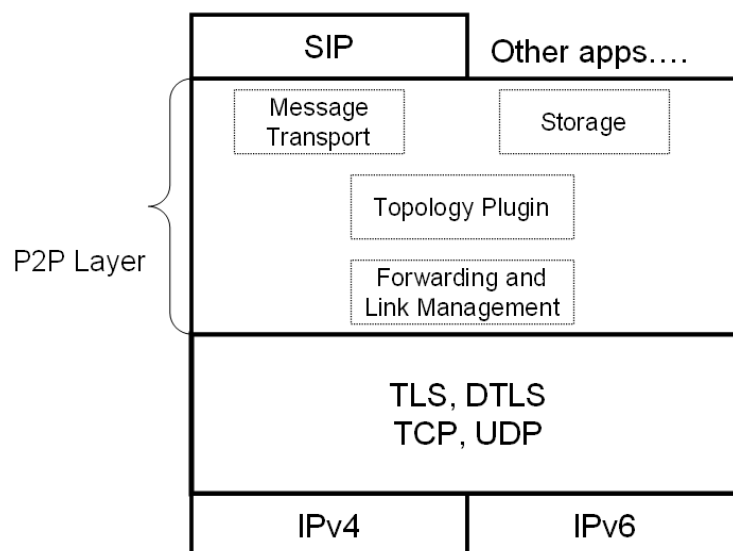 SIP
Other apps....
Message
Transport
Storage
Topology Plugin
P2P Layer
Forwarding and
Link Management
TLS, DTLS
TCP, UDP
IPv4
IPv6